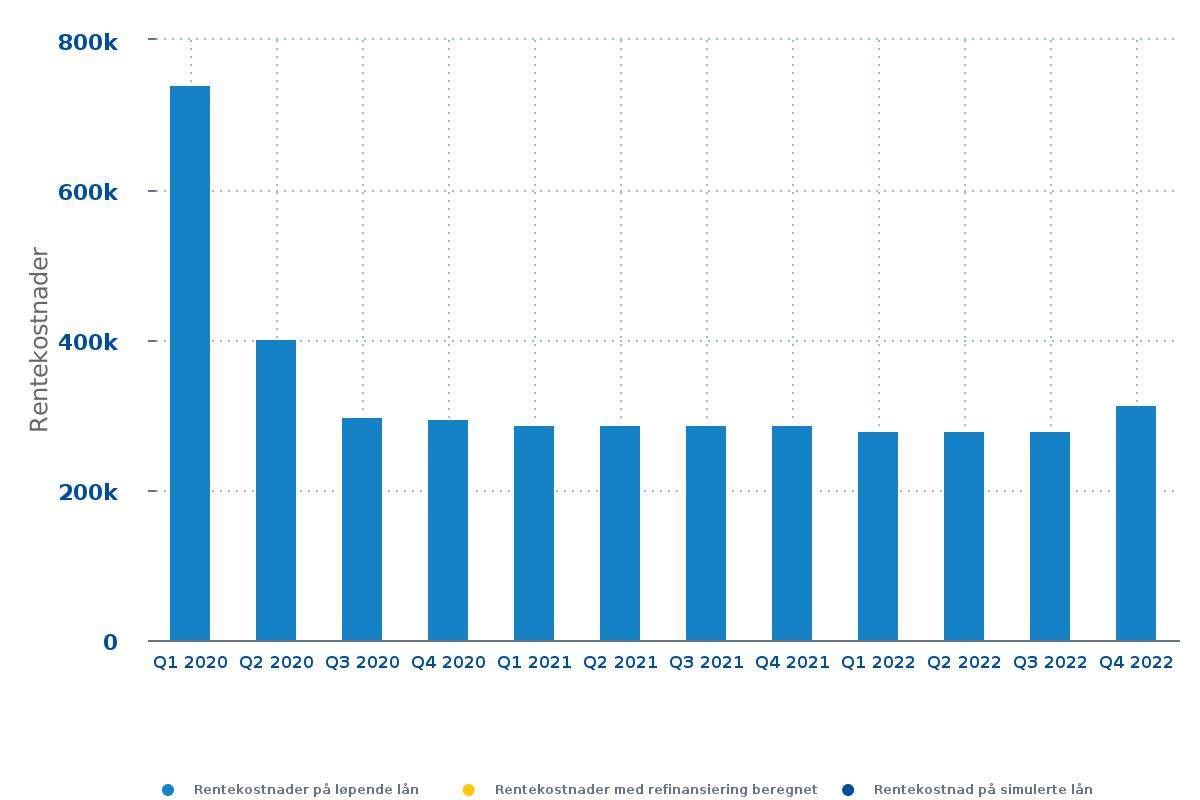 800k
600k
400k
200k
0
Rentekostnader
Q1 2020 Q2 2020 Q3 2020 Q4 2020 Q1 2021 Q2 2021 Q3 2021 Q4 2021 Q1 2022 Q2 2022 Q3 2022 Q4 2022
Rentekostnader på løpende lån Rentekostnader med refinansiering beregnet Rentekostnad på simulerte lån